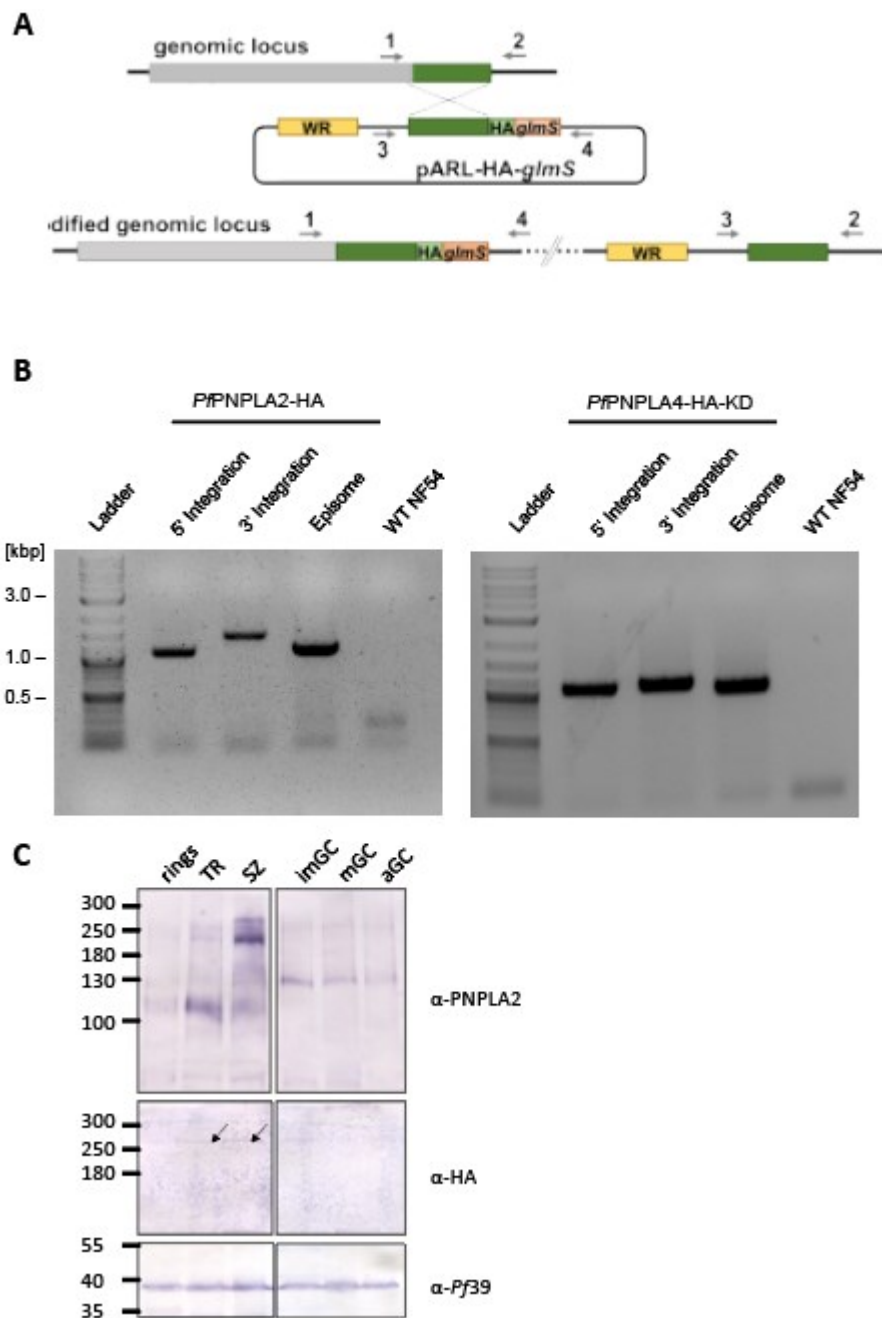 A
genomic locus
1
2
WR
HA glmS
3
4
pARL-HA-glmS
odified genomic locus
1
4
3
2
HA glmS
WR
B
PfPNPLA2-HA
PfPNPLA4-HA-KD
Ladder
5' Integration
3' Integration
Episome
WT NF54
Ladder
5' Integration
3' Integration
Episome
WT NF54
[kbp]
3.0
1.0
0.5
C
rings
TR
SZ
imGC
mGC
aGC
300
250
180
130
100
α-PNPLA2
300
250
180
α-HA
55
40
35
α-Pf39